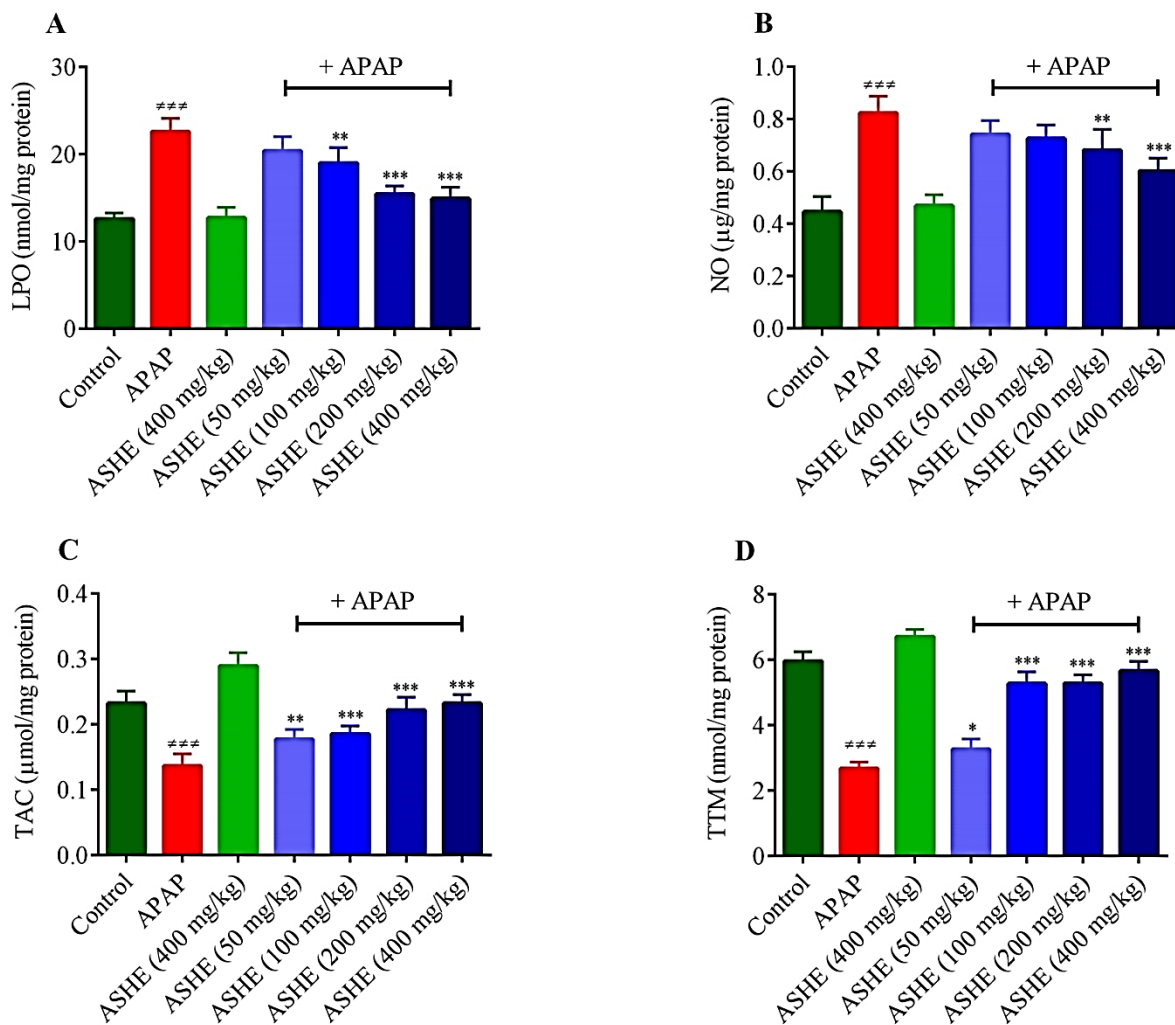 A
+ APAP
LPO (nmol/mg protein)
30
20
10
0
≠≠≠
**
***
***
Control
APAP
ASHE (400 mg/kg)
ASHE (50 mg/kg)
ASHE (100 mg/kg)
ASHE (200 mg/kg)
ASHE (400 mg/kg)
B
+ APAP
NO (µg/mg protein)
1.0
0.8
0.6
0.4
0.2
0.0
≠≠≠
**
***
Control
APAP
ASHE (400 mg/kg)
ASHE (50 mg/kg)
ASHE (100 mg/kg)
ASHE (200 mg/kg)
ASHE (400 mg/kg)
C
+ APAP
TAC (µmol/mg protein)
0.4
0.3
0.2
0.1
0.0
≠≠≠
**
***
***
***
Control
APAP
ASHE (400 mg/kg)
ASHE (50 mg/kg)
ASHE (100 mg/kg)
ASHE (200 mg/kg)
ASHE (400 mg/kg)
D
+ APAP
TTM (nmol/mg protein)
8
6
4
2
0
≠≠≠
*
***
***
***
Control
APAP
ASHE (400 mg/kg)
ASHE (50 mg/kg)
ASHE (100 mg/kg)
ASHE (200 mg/kg)
ASHE (400 mg/kg)